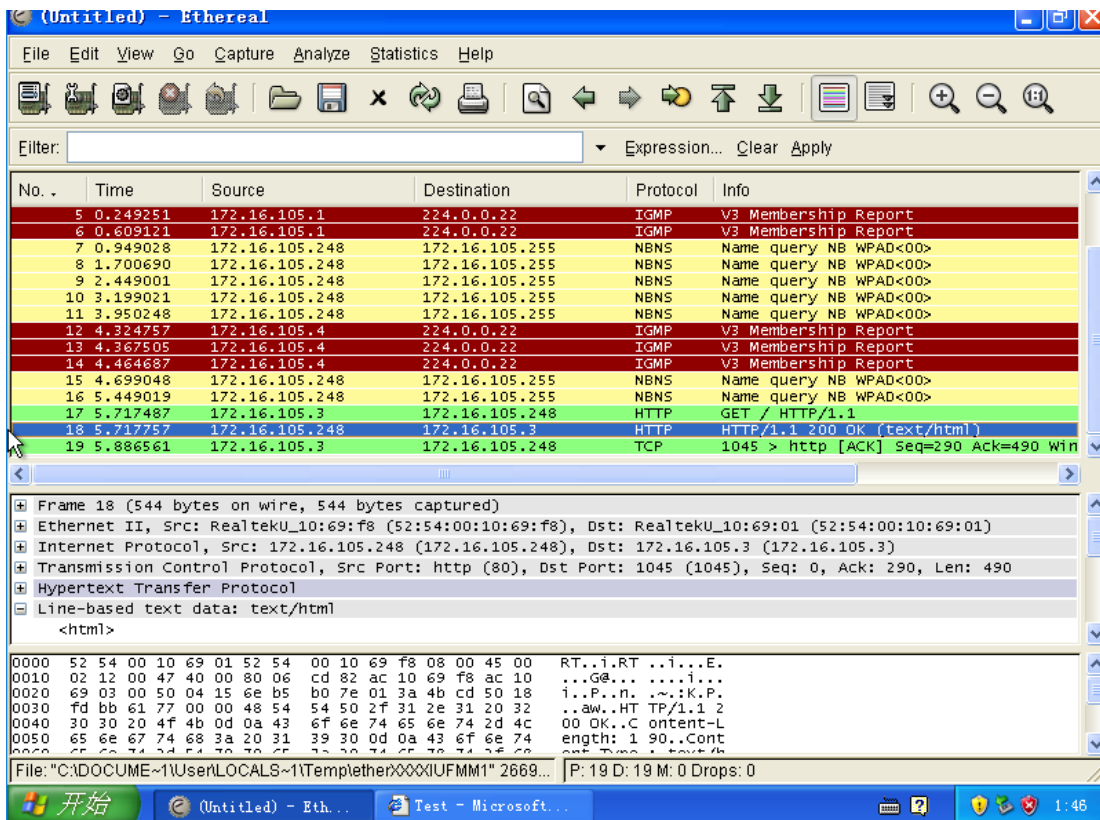 (Untitled) - Ethereal
File Edit View Go Capture Analyze Statistics Help
Filter: Expression... Clear Apply
No. Time Source Destination Protocol Info
5 0.249251 172.16.105.1 224.0.0.22 IGMP V3 Membership Report
6 0.609121 172.16.105.1 224.0.0.22 IGMP V3 Membership Report
7 0.949028 172.16.105.248 172.16.105.255 NBNS Name query NB WPAD<00>
8 1.700690 172.16.105.248 172.16.105.255 NBNS Name query NB WPAD<00>
9 2.449001 172.16.105.248 172.16.105.255 NBNS Name query NB WPAD<00>
10 3.199021 172.16.105.248 172.16.105.255 NBNS Name query NB WPAD<00>
11 3.950248 172.16.105.248 172.16.105.255 NBNS Name query NB WPAD<00>
12 4.324757 172.16.105.4 224.0.0.22 IGMP V3 Membership Report
13 4.367505 172.16.105.4 224.0.0.22 IGMP V3 Membership Report
14 4.464687 172.16.105.4 224.0.0.22 IGMP V3 Membership Report
15 4.699048 172.16.105.248 172.16.105.255 NBNS Name query NB WPAD<00>
16 5.449019 172.16.105.248 172.16.105.255 NBNS Name query NB WPAD<00>
17 5.717487 172.16.105.3 172.16.105.248 HTTP GET / HTTP/1.1
18 5.717757 172.16.105.248 172.16.105.3 HTTP HTTP/1.1 200 OK (text/html)
19 5.886561 172.16.105.3 172.16.105.248 TCP 1045 > http [ACK] Seq=290 Ack=490 Win
Frame 18 (544 bytes on wire, 544 bytes captured)
Ethernet II, Src: RealtekU_10:69:f8 (52:54:00:10:69:f8), Dst: RealtekU_10:69:01 (52:54:00:10:69:01)
Internet Protocol, Src: 172.16.105.248 (172.16.105.248), Dst: 172.16.105.3 (172.16.105.3)
Transmission Control Protocol, Src Port: http (80), Dst Port: 1045 (1045), Seq: 0, Ack: 290, Len: 490
Hypertext Transfer Protocol
Line-based text data: text/html
<html>
0000 52 54 00 10 69 01 52 54 00 10 69 f8 08 00 45 00 RT..i.RT ..i...E.
0010 02 12 00 47 40 00 80 06 cd 82 ac 10 69 f8 ac 10 ...G@... ....i...
0020 69 03 00 50 04 15 6e b5 b0 7e 01 3a 4b cd 50 18 i..P..n. .~.:K.P.
0030 fd bb 61 77 00 00 48 54 54 50 2f 31 2e 31 20 32 ..aw..HT TP/1.1 2
0040 30 30 20 4f 4b 0d 0a 43 6f 6e 74 65 6e 74 2d 4c 00 OK..C ontent-L
0050 65 6e 67 74 68 3a 20 31 39 30 0d 0a 43 6f 6e 74 ength: 1 90..Cont
File: "C:\DOCUME~1\User\LOCALS~1\Temp\etherXXXXIUFMM1" 2669... P: 19 D: 19 M: 0 Drops: 0
开始 (Untitled) - Eth... Test - Microsoft... 1:46